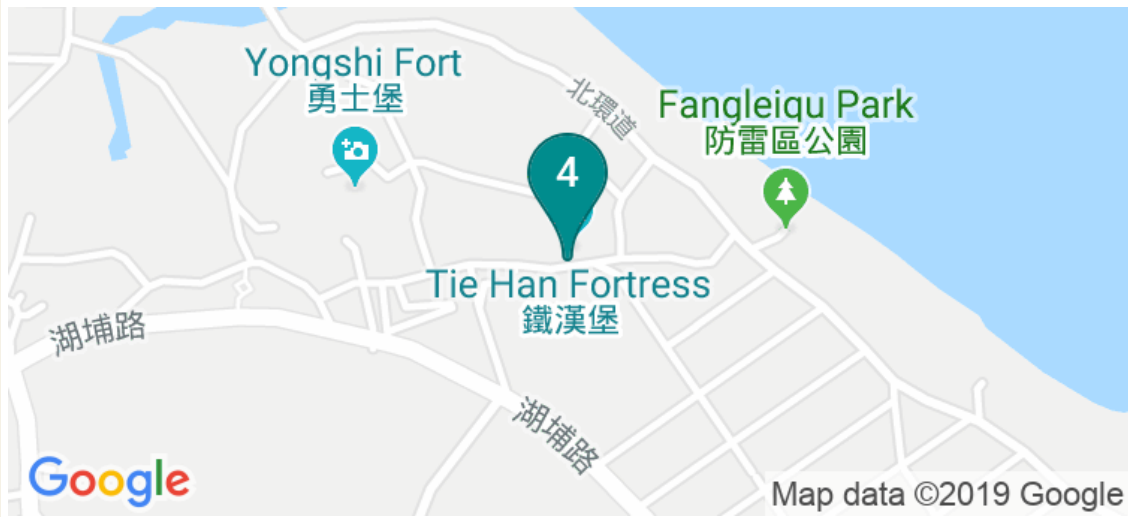 Yongshi Fort
勇士堡
北環道
Fangleiqu Park
防雷區公園
4
Tie Han Fortress
鐵漢堡
湖埔路
湖埔路
Google
Map data ©2019 Google